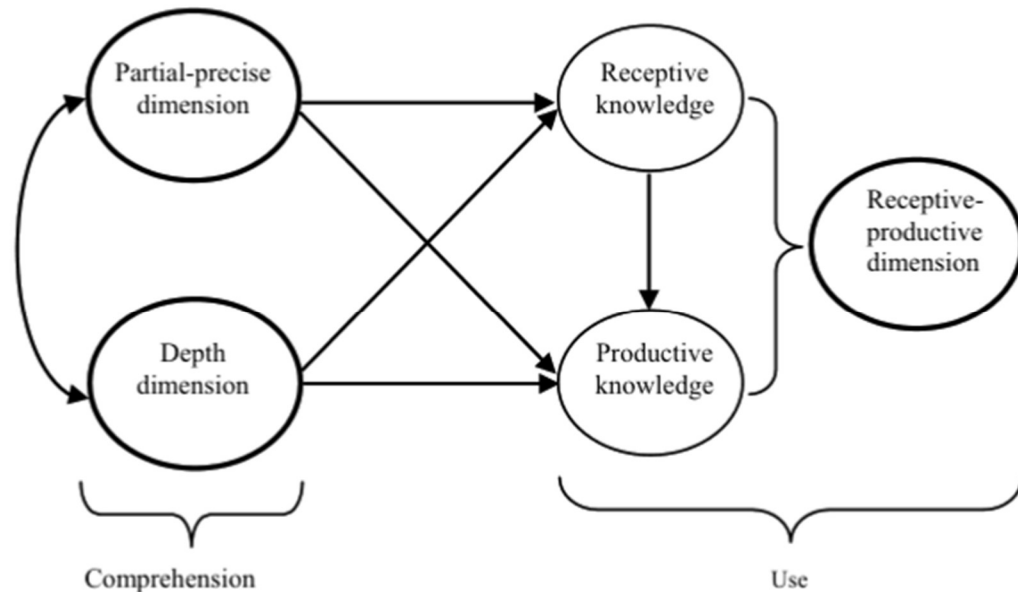 Partial-precise
dimension
Receptive
knowledge
Receptive-
productive
dimension
Depth
dimension
Productive
knowledge
Comprehension
Use